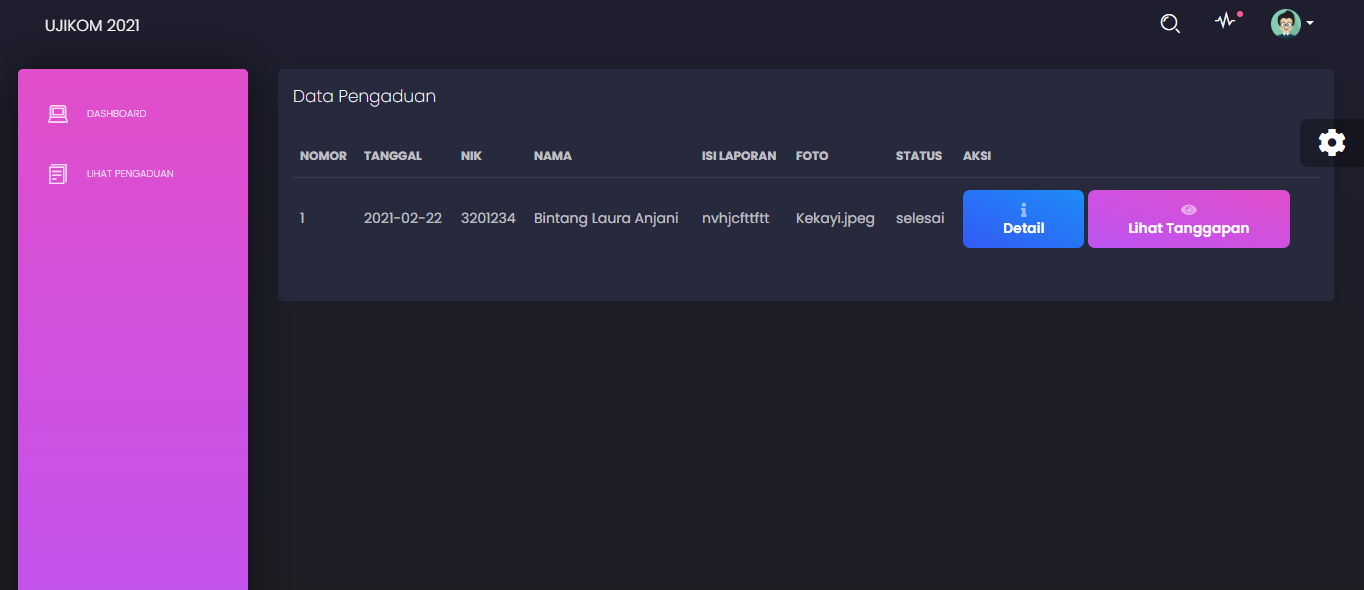 UJIKOM 2021
DASHBOARD
LIHAT PENGADUAN
Data Pengaduan
NOMOR TANGGAL NIK NAMA ISI LAPORAN FOTO STATUS AKSI
1 2021-02-22 3201234 Bintang Laura Anjani nvhjcfttftt Kekayi.jpeg selesai Detail Lihat Tanggapan